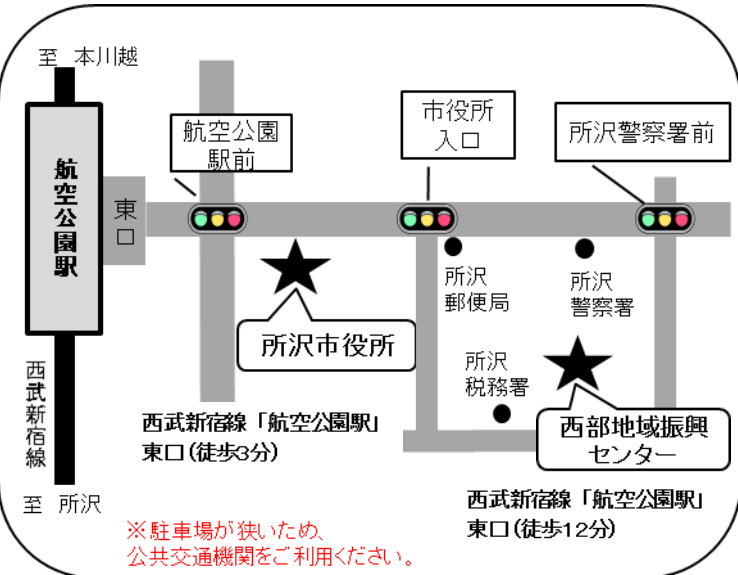 至 本川越
航空公園駅
東口
西武新宿線
至 所沢
航空公園
駅前
市役所
入口
所沢警察署前
所沢
郵便局
所沢
警察署
所沢市役所
所沢
税務署
西部地域振興
センター
西武新宿線「航空公園駅」
東口(徒歩3分)
西武新宿線「航空公園駅」
東口(徒歩12分)
※駐車場が狭いため、
公共交通機関をご利用ください。